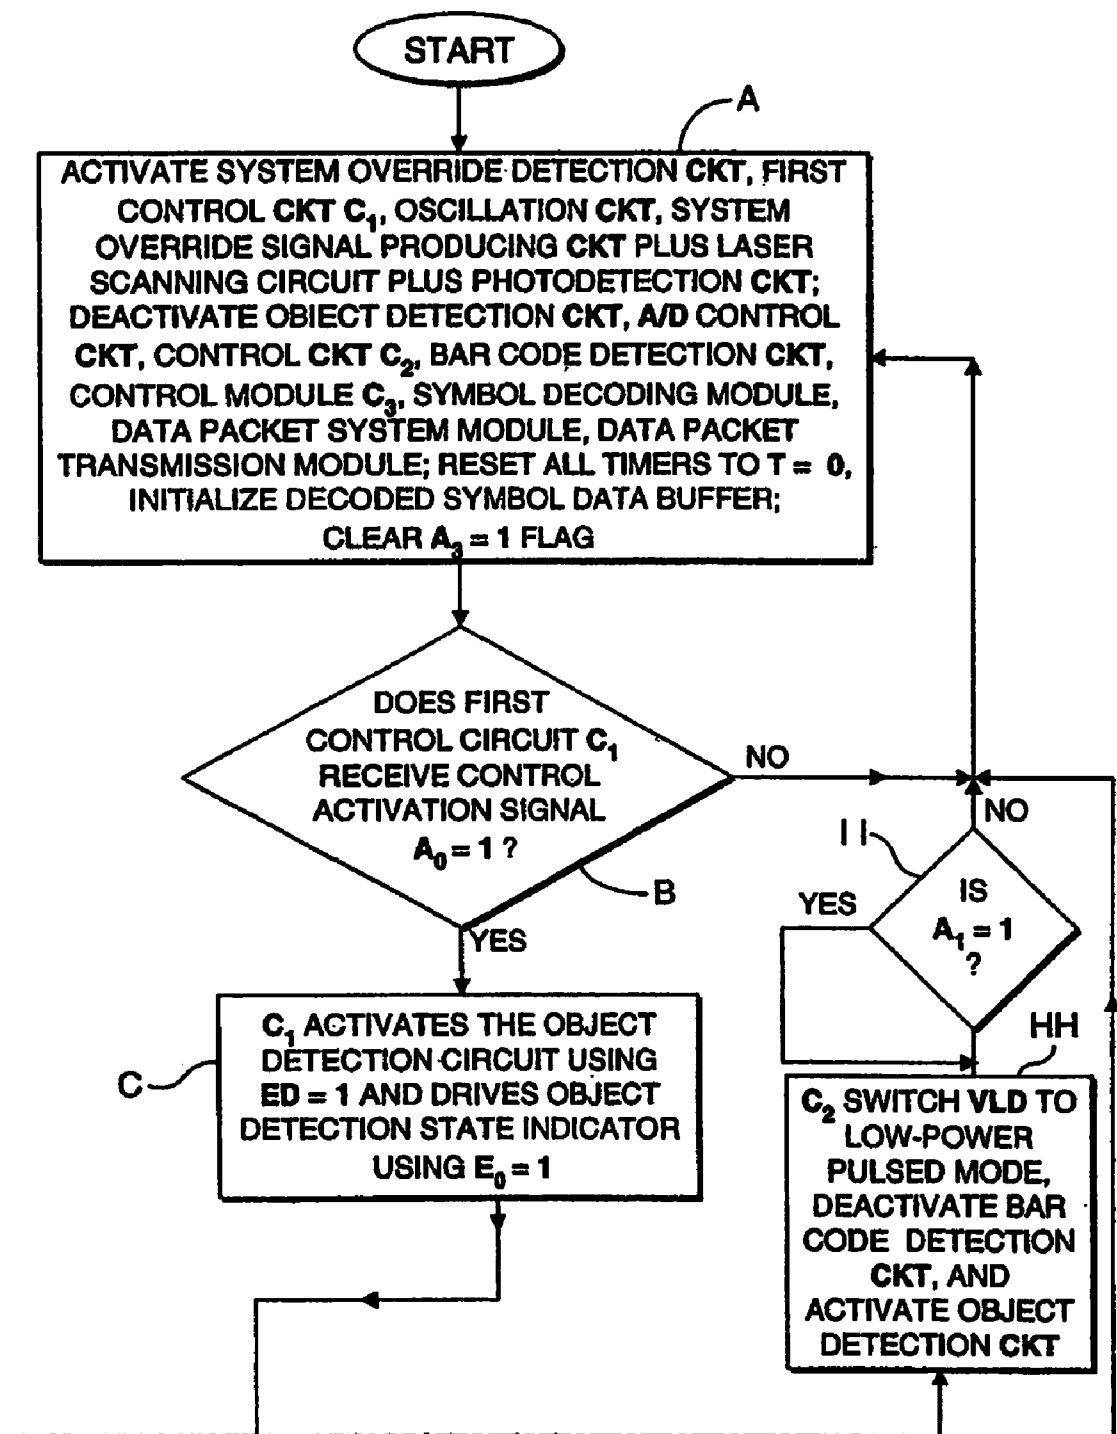 START
A
ACTIVATE SYSTEM OVERRIDE DETECTION CKT, FIRST
CONTROL CKT C₁, OSCILLATION CKT, SYSTEM
OVERRIDE SIGNAL PRODUCING CKT PLUS LASER
SCANNING CIRCUIT PLUS PHOTODETECTION CKT;
DEACTIVATE OBIECT DETECTION CKT, A/D CONTROL
CKT, CONTROL CKT C₂, BAR CODE DETECTION CKT,
CONTROL MODULE C₃, SYMBOL DECODING MODULE,
DATA PACKET SYSTEM MODULE, DATA PACKET
TRANSMISSION MODULE; RESET ALL TIMERS TO T = 0,
INITIALIZE DECODED SYMBOL DATA BUFFER;
CLEAR A₃ = 1 FLAG
DOES FIRST
CONTROL CIRCUIT C₁
RECEIVE CONTROL
ACTIVATION SIGNAL
A₀ = 1 ?
NO
B
YES
NO
II
IS
A₁ = 1
?
YES
C
C₁ ACTIVATES THE OBJECT
DETECTION CIRCUIT USING
ED = 1 AND DRIVES OBJECT
DETECTION STATE INDICATOR
USING E₀ = 1
HH
C₂ SWITCH VLD TO
LOW-POWER
PULSED MODE,
DEACTIVATE BAR
CODE DETECTION
CKT, AND
ACTIVATE OBJECT
DETECTION CKT